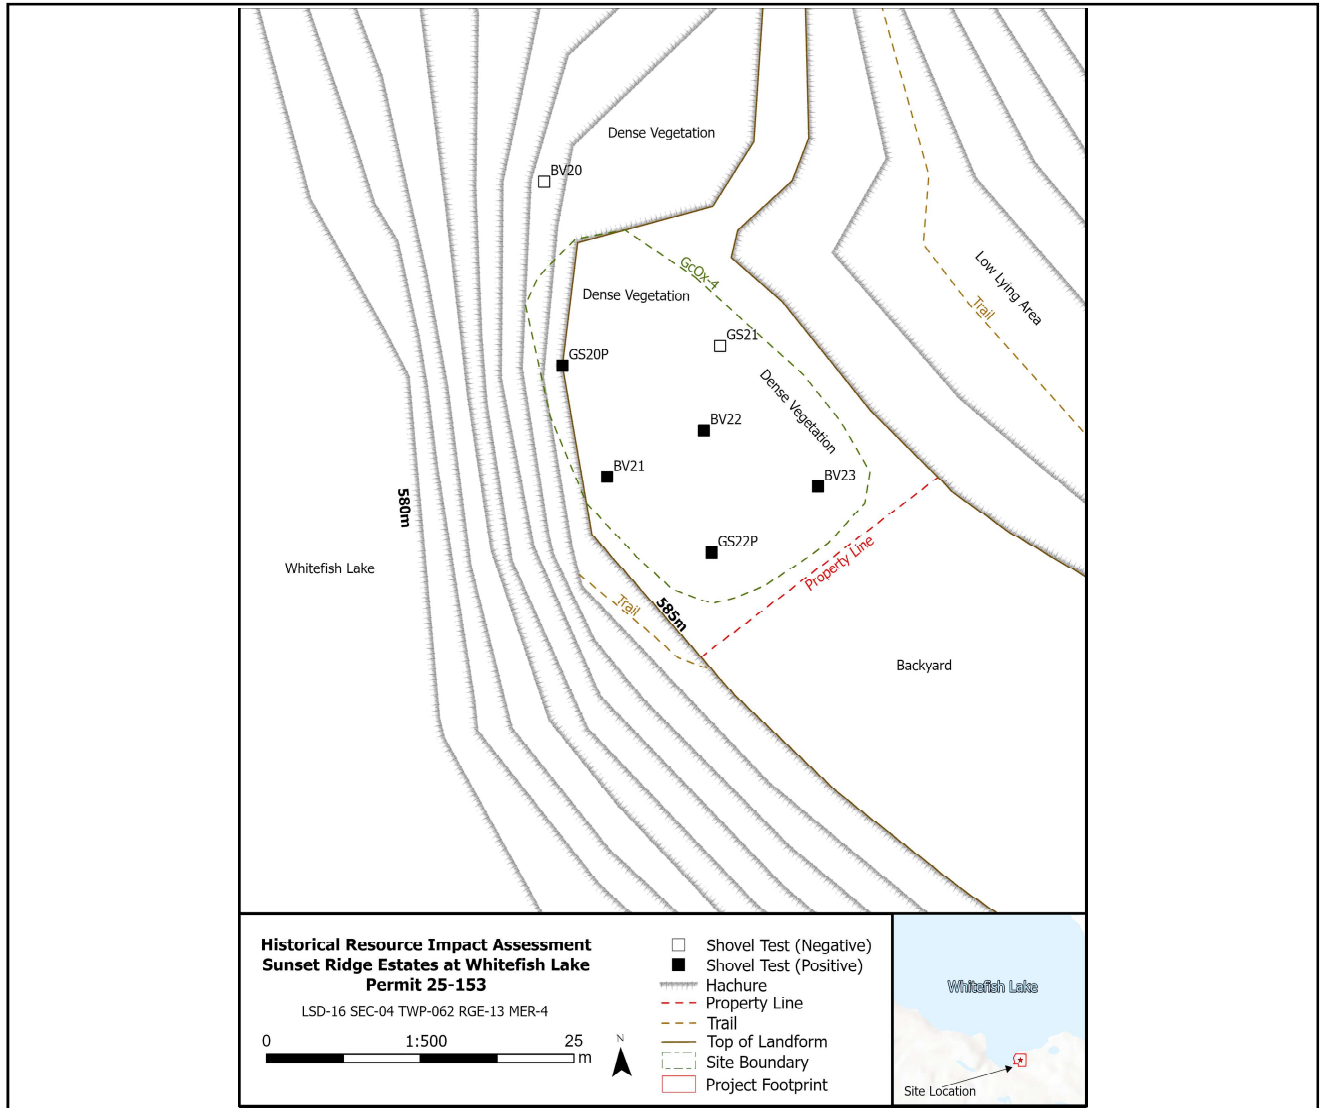 Dense Vegetation
BV20
GcOx-4
Low Lying Area
Dense Vegetation
Trail
GS21
GS20P
Dense Vegetation
BV22
BV21
BV23
580m
GS22P
Property Line
Whitefish Lake
Trail
585m
Backyard
Historical Resource Impact Assessment
Sunset Ridge Estates at Whitefish Lake
Permit 25-153
LSD-16 SEC-04 TWP-062 RGE-13 MER-4
0 1:500 25
m
N
Shovel Test (Negative)
Shovel Test (Positive)
Hachure
Property Line
Trail
Top of Landform
Site Boundary
Project Footprint
Whitefish Lake
Site Location